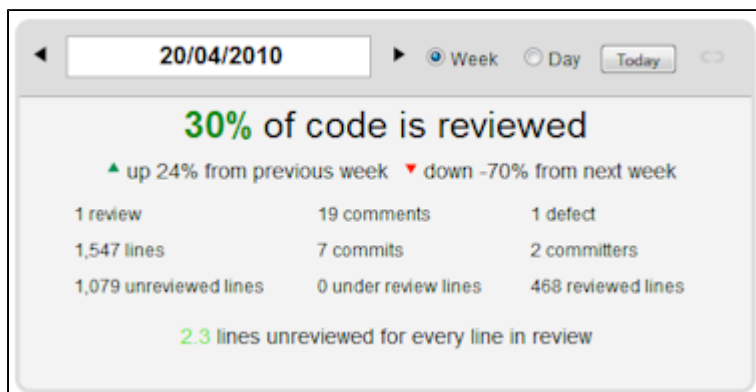 20/04/2010 Week Day Today
30% of code is reviewed
up 24% from previous week down -70% from next week
1 review 19 comments 1 defect
1,547 lines 7 commits 2 committers
1,079 unreviewed lines 0 under review lines 468 reviewed lines
2.3 lines unreviewed for every line in review